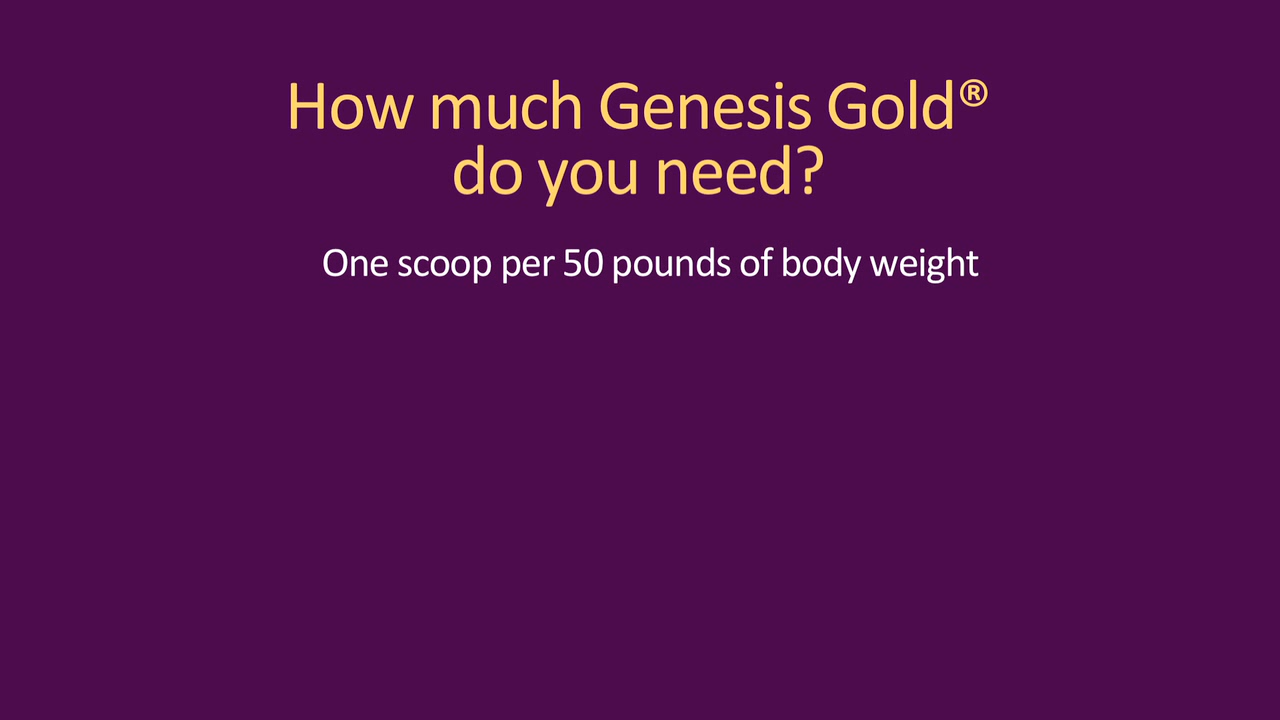 How much Genesis Gold®
do you need?
One scoop per 50 pounds of body weight